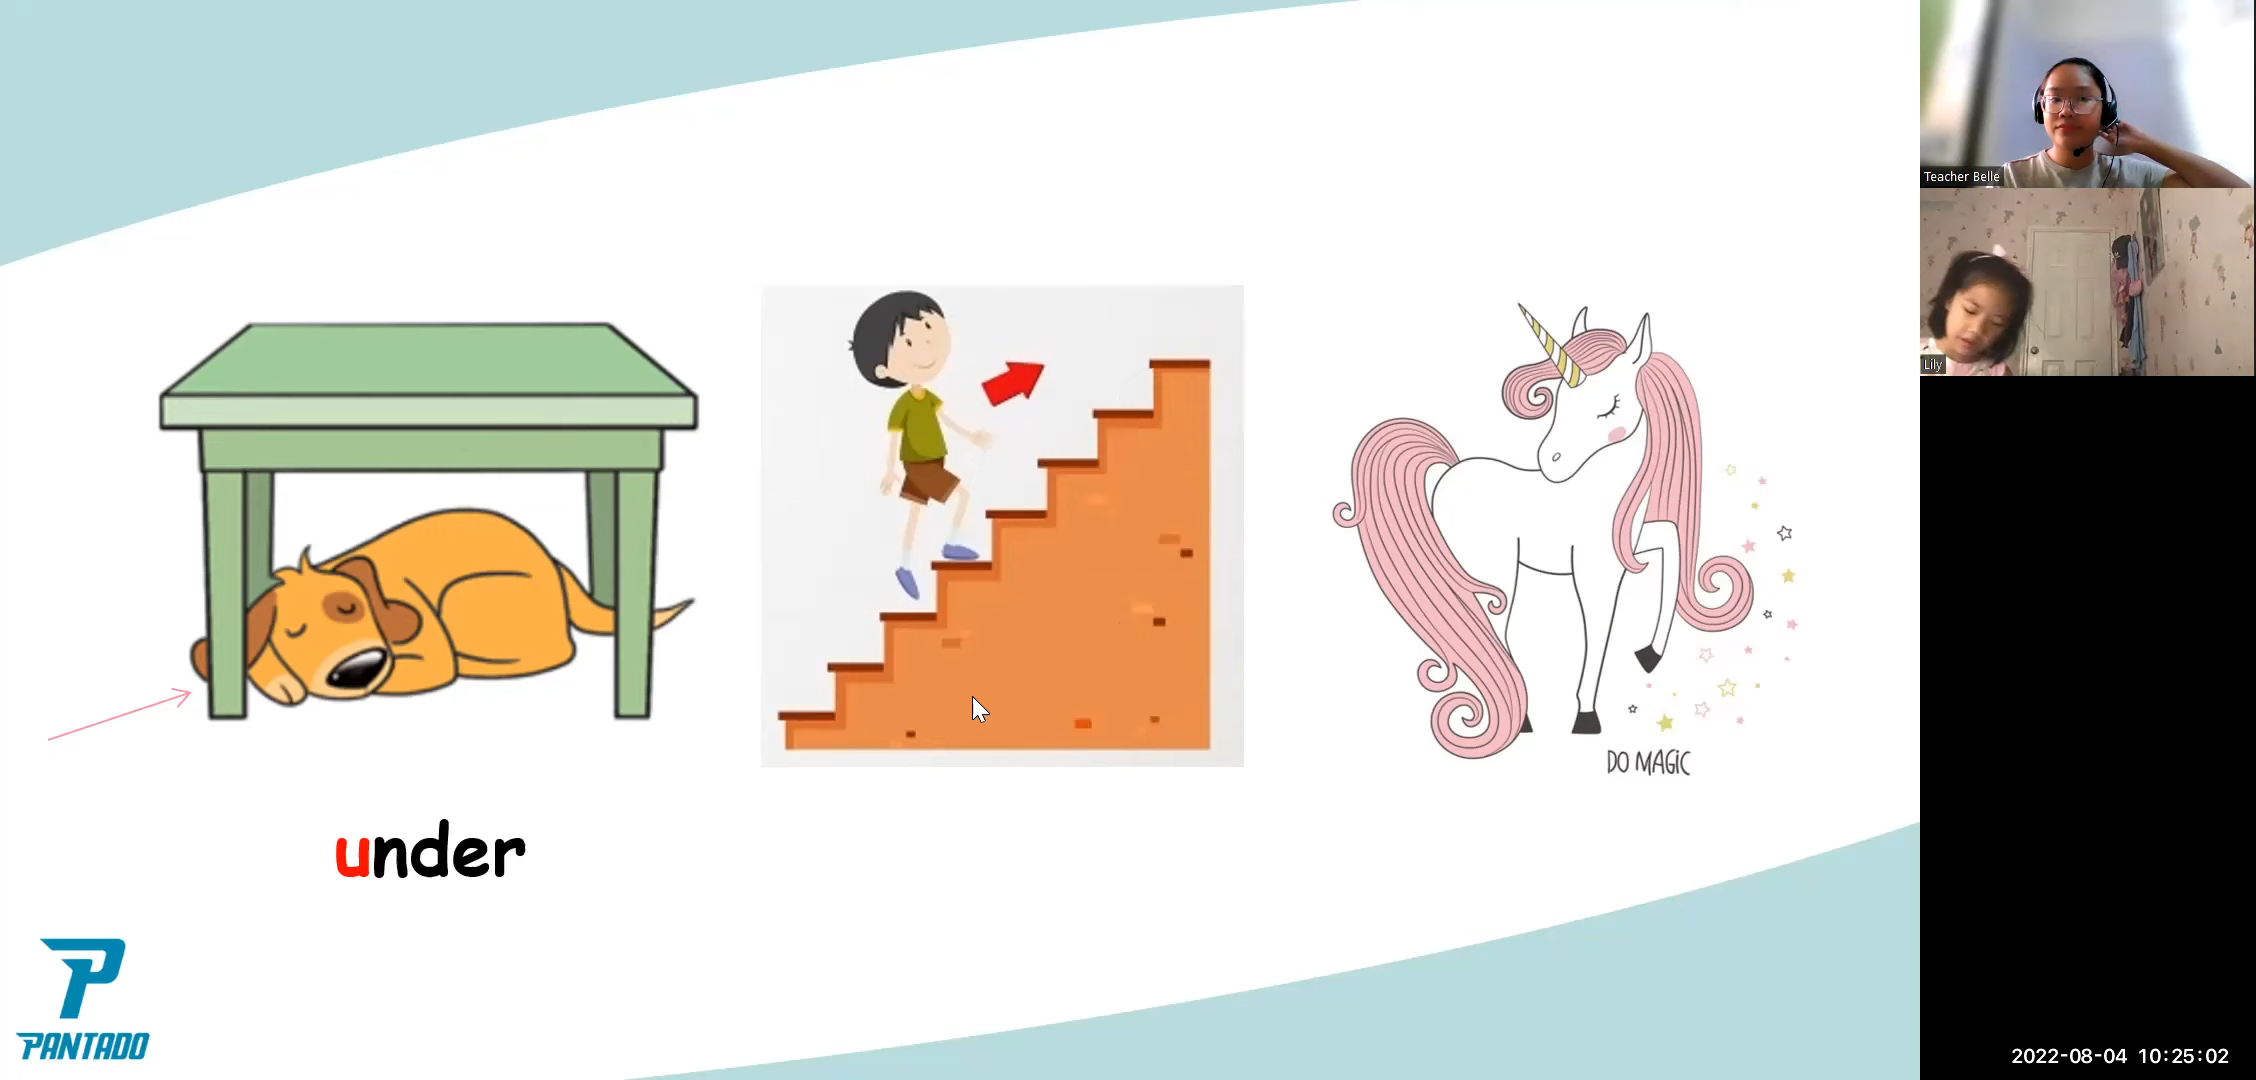 Teacher Belle
Lily
DO MAGIC
under
PANTADO
2022-08-04 10:25:02